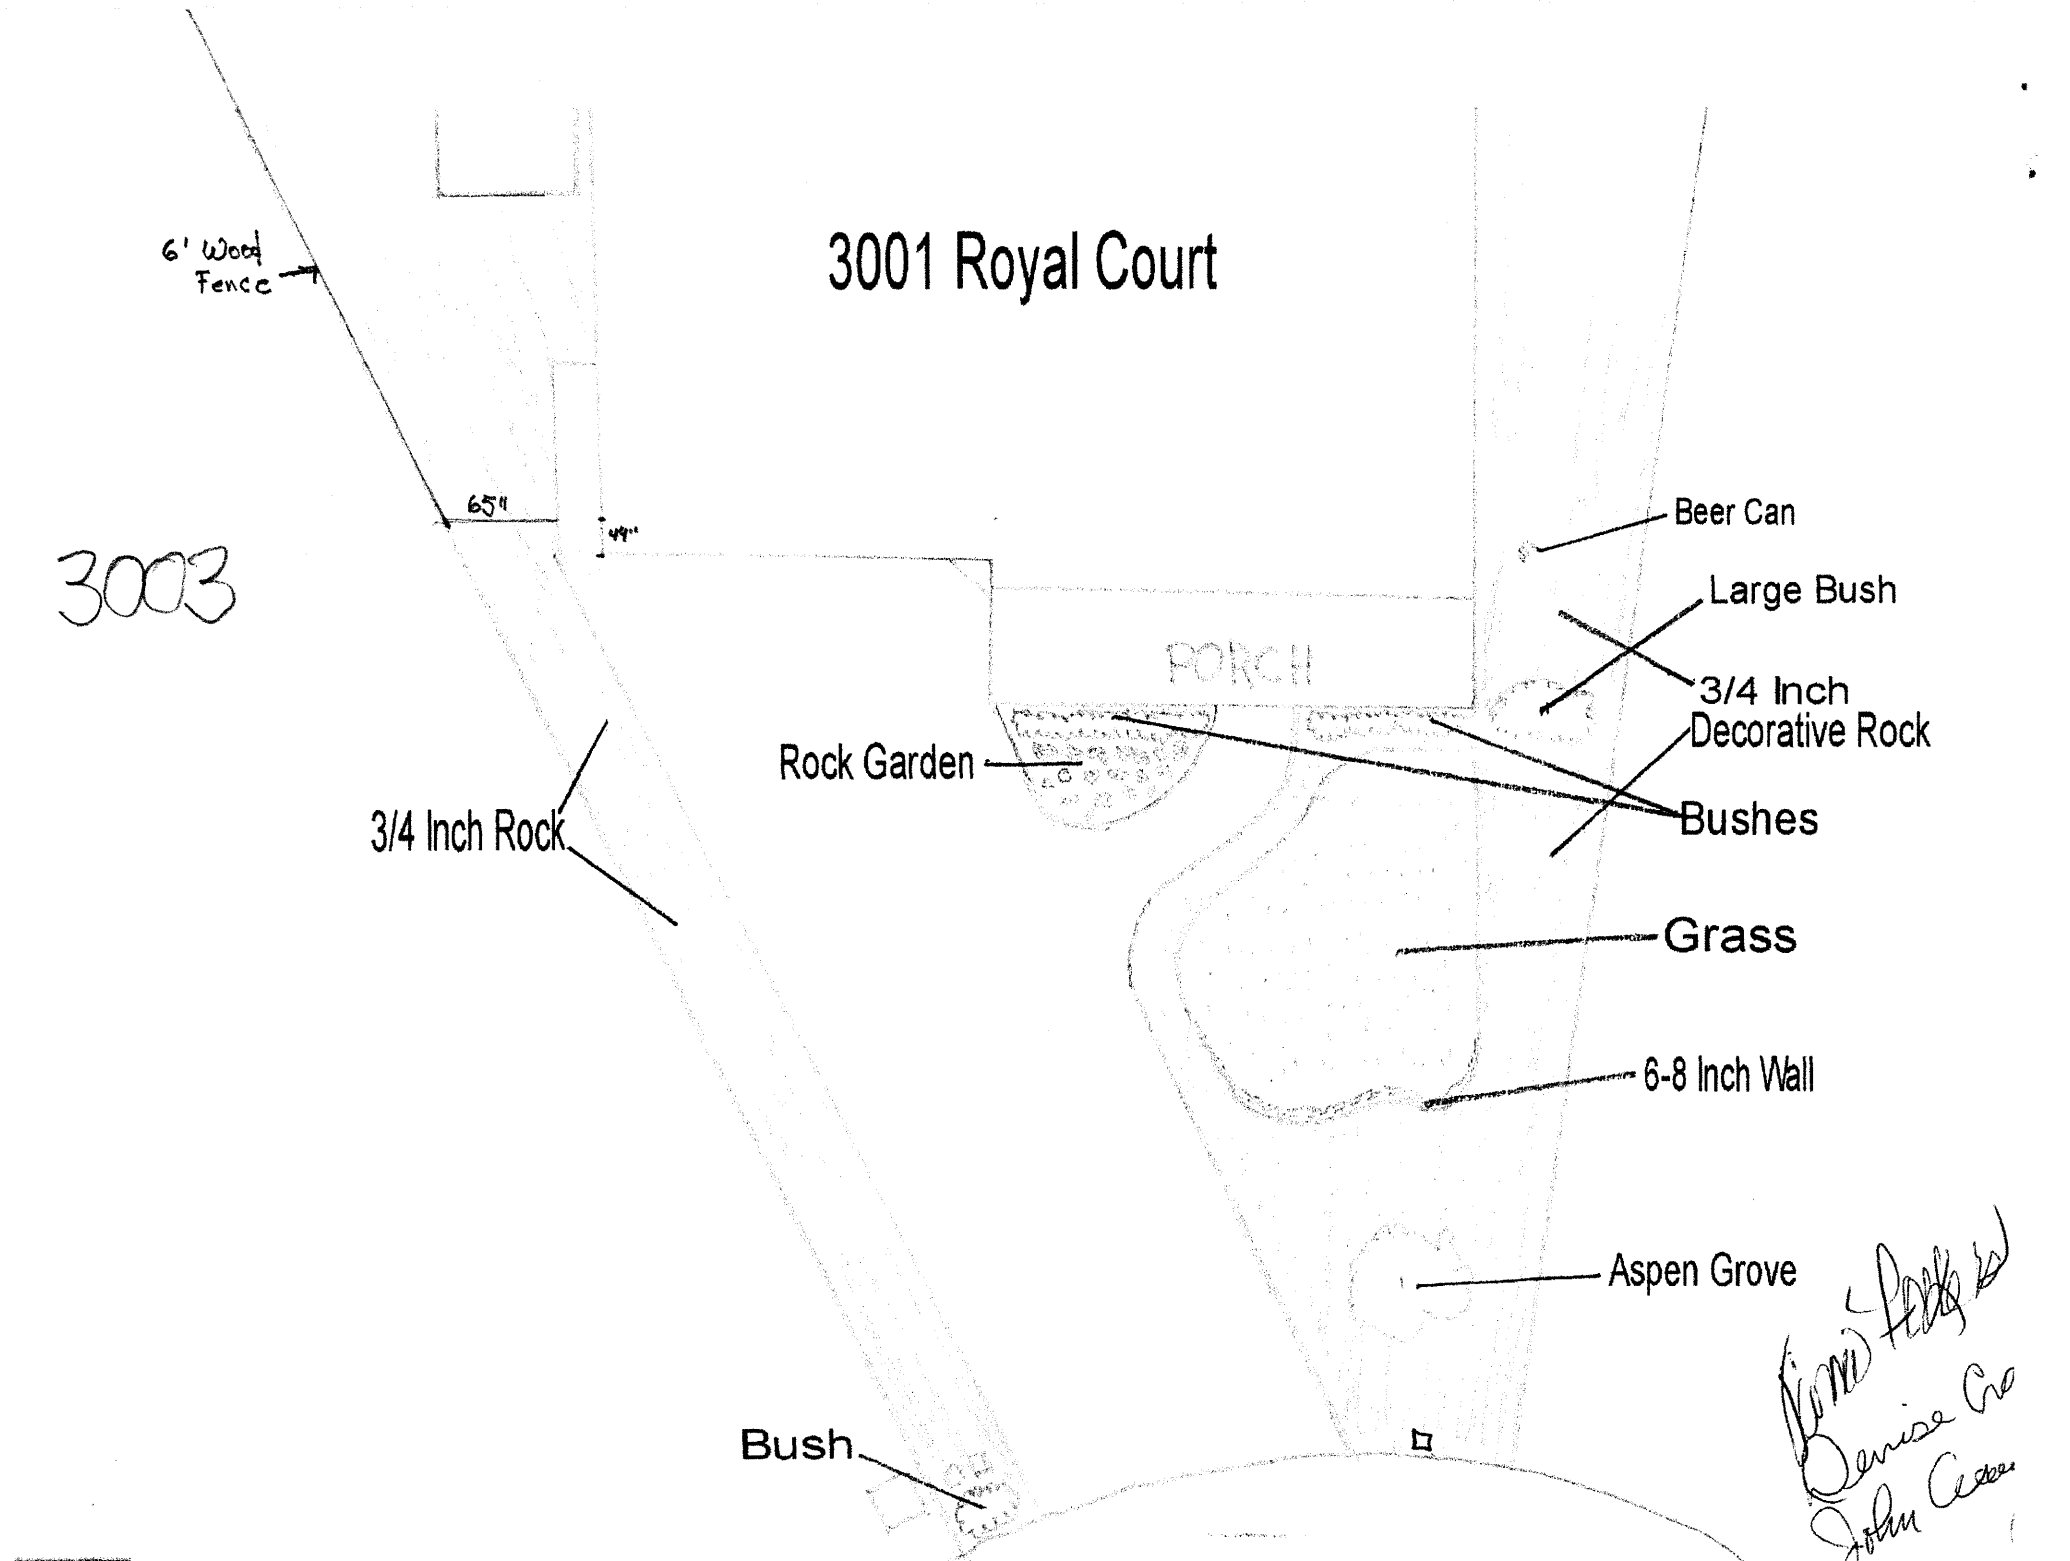 6' Wood
Fence
3001 Royal Court
65"
49"
3003
Beer Can
Large Bush
PORCH
3/4 Inch
Decorative Rock
Rock Garden
Bushes
3/4 Inch Rock
Grass
6-8 Inch Wall
Aspen Grove
Bush
Denise
John